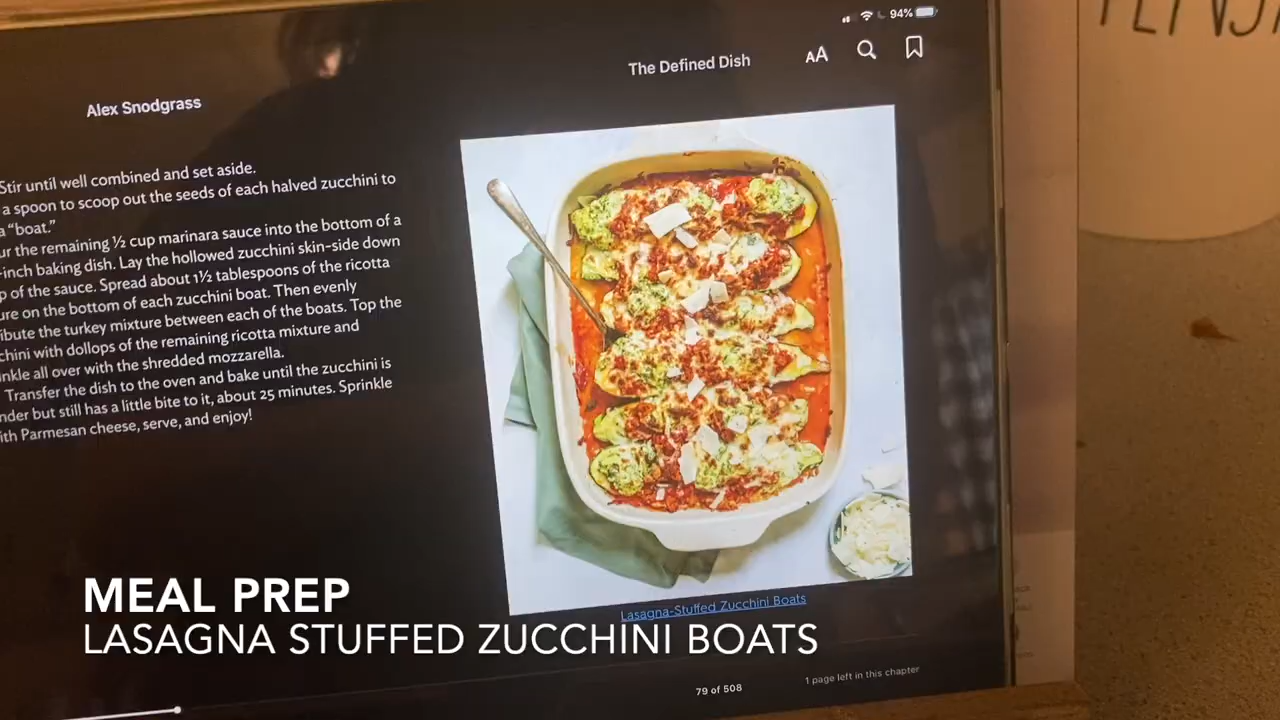 94%
The Defined Dish
AA
Alex Snodgrass
Stir until well combined and set aside.
a spoon to scoop out the seeds of each halved zucchini to
a “boat.”
ur the remaining ½ cup marinara sauce into the bottom of a
-inch baking dish. Lay the hollowed zucchini skin-side down
p of the sauce. Spread about 1½ tablespoons of the ricotta
ure on the bottom of each zucchini boat. Then evenly
ibute the turkey mixture between each of the boats. Top the
chini with dollops of the remaining ricotta mixture and
inkle all over with the shredded mozzarella.
Transfer the dish to the oven and bake until the zucchini is
nder but still has a little bite to it, about 25 minutes. Sprinkle
ith Parmesan cheese, serve, and enjoy!
Lasagna-Stuffed Zucchini Boats
MEAL PREP
LASAGNA STUFFED ZUCCHINI BOATS
79 of 508
1 page left in this chapter